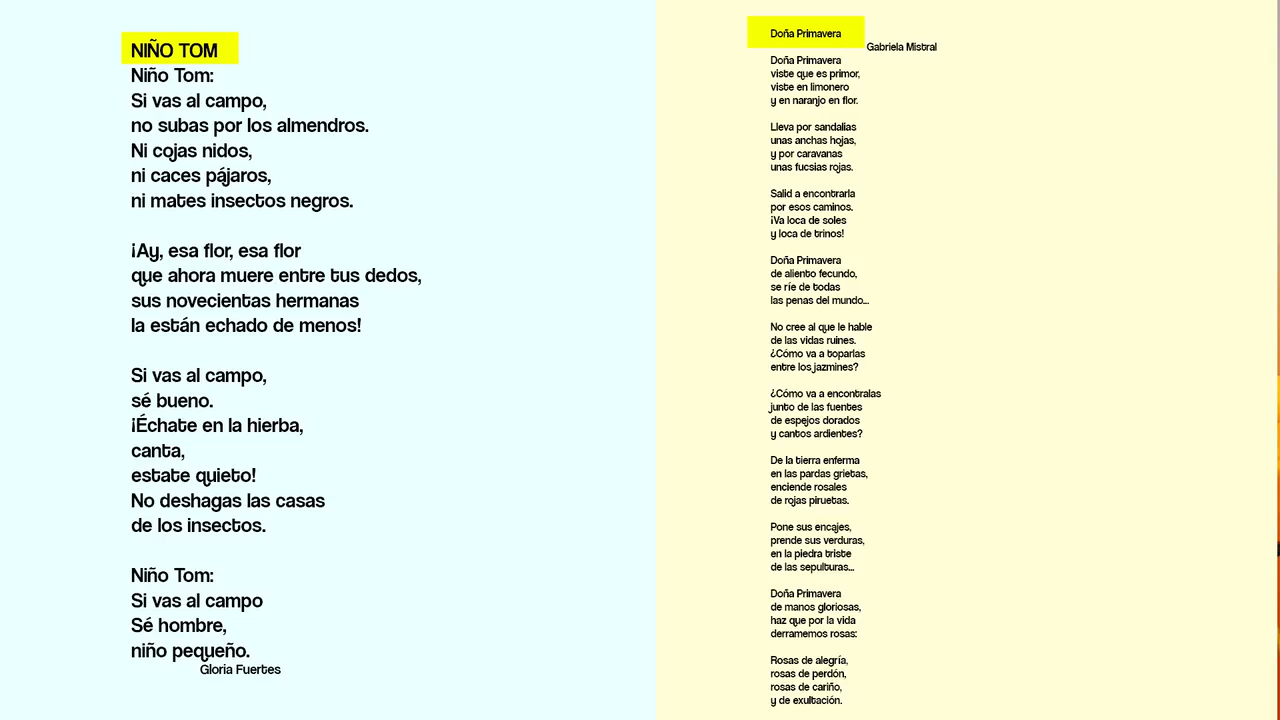 NIÑO TOM
Niño Tom:
Si vas al campo,
no subas por los almendros.
Ni cojas nidos,
ni caces pájaros,
ni mates insectos negros.
¡Ay, esa flor, esa flor
que ahora muere entre tus dedos,
sus novecientas hermanas
la están echado de menos!
Si vas al campo,
sé bueno.
¡Échate en la hierba,
canta,
estate quieto!
No deshagas las casas
de los insectos.
Niño Tom:
Si vas al campo
Sé hombre,
niño pequeño.
Gloria Fuertes
Doña Primavera
Gabriela Mistral
Doña Primavera
viste que es primor,
viste en limonero
y en naranjo en flor.
Lleva por sandalias
unas anchas hojas,
y por caravanas
unas fucsias rojas.
Salid a encontrarla
por esos caminos.
¡Va loca de soles
y loca de trinos!
Doña Primavera
de aliento fecundo,
se ríe de todas
las penas del mundo...
No cree al que le hable
de las vidas ruines.
¿Cómo va a toparlas
entre los jazmines?
¿Cómo va a encontralas
junto de las fuentes
de espejos dorados
y cantos ardientes?
De la tierra enferma
en las pardas grietas,
enciende rosales
de rojas piruetas.
Pone sus encajes,
prende sus verduras,
en la piedra triste
de las sepulturas...
Doña Primavera
de manos gloriosas,
haz que por la vida
derramemos rosas:
Rosas de alegría,
rosas de perdón,
rosas de cariño,
y de exultación.